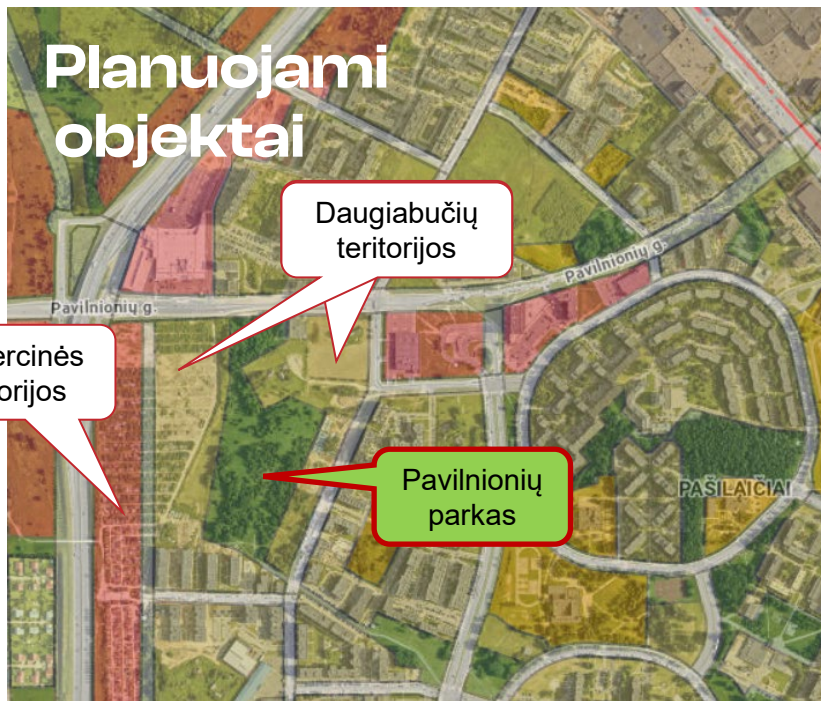 Planuojami
objektai
Daugiabučių
teritorijos
Pavilnionių g.
Pavilnionių g.
ercinės
orijos
Pavilnionių
parkas
PAŠILAIČIAI